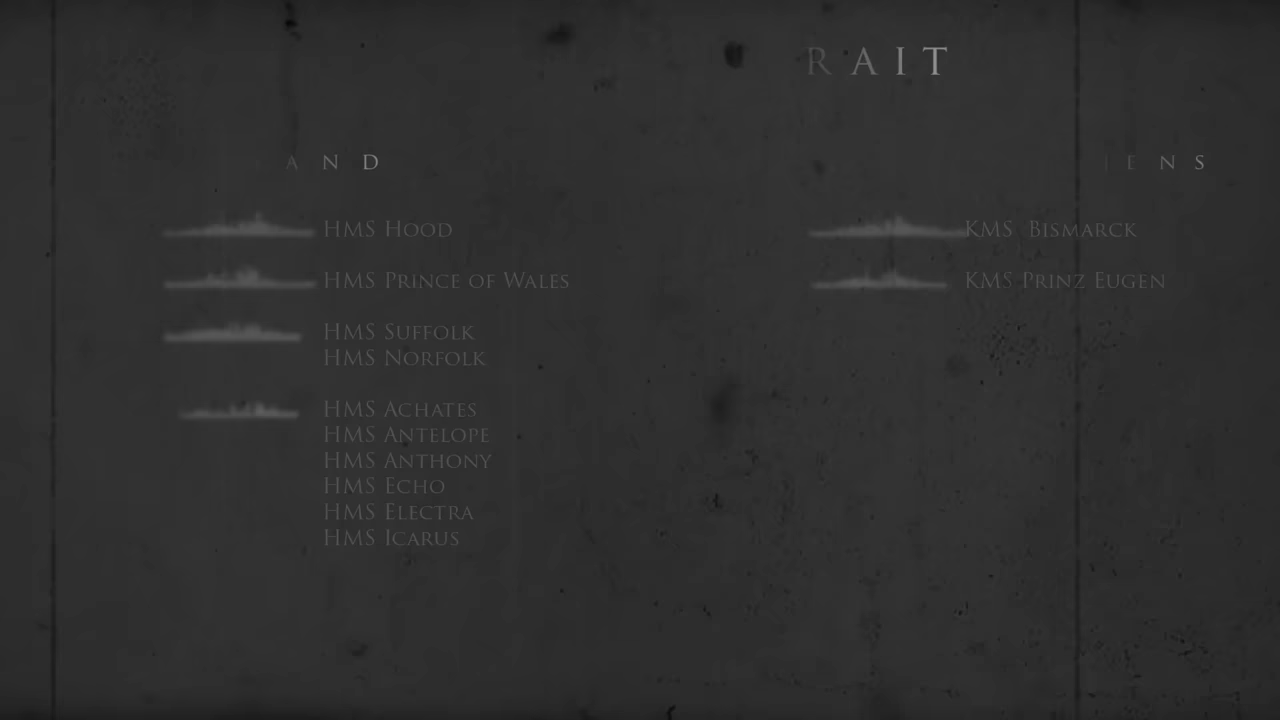 RAIT
AND
IENS
HMS Hood
HMS Prince of Wales
HMS Suffolk
HMS Norfolk
HMS Achates
HMS Antelope
HMS Anthony
HMS Echo
HMS Electra
HMS Icarus
KMS Bismarck
KMS Prinz Eugen